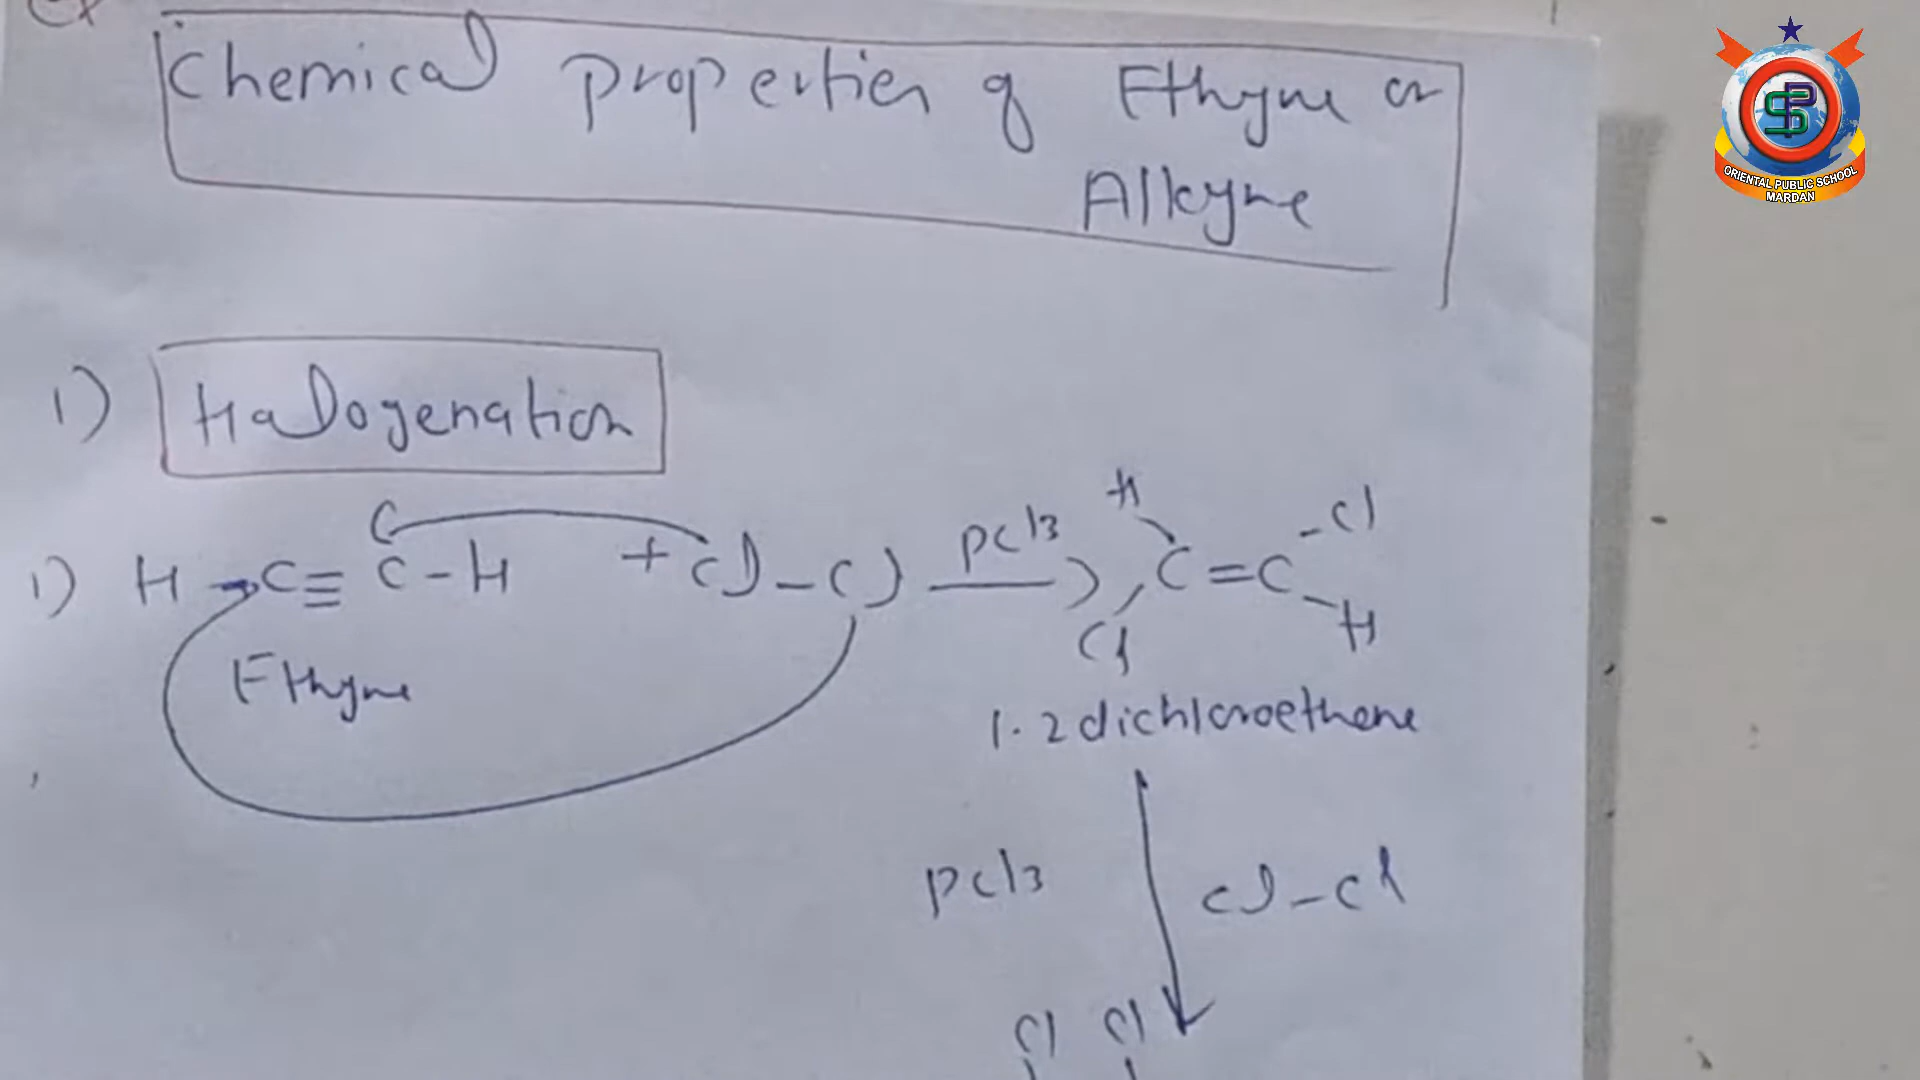 Chemical properties of Ethyne or
Alkyne
1) Halogenation
1) H - C ≡ C - H + Cl - Cl PCl3 H Cl C = C Cl H
Ethyne
1. 2 dichloroethene
PCl3 Cl - Cl
Cl Cl
ORIENTAL PUBLIC SCHOOL
MARDAN